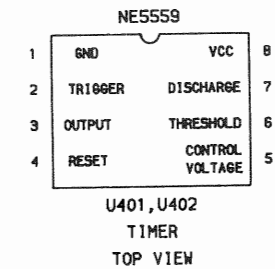 NE5559
1 GND VCC 8
2 TRIGGER DISCHARGE 7
3 OUTPUT THRESHOLD 6
4 RESET CONTROL VOLTAGE 5
U401,U402
TIMER
TOP VIEW